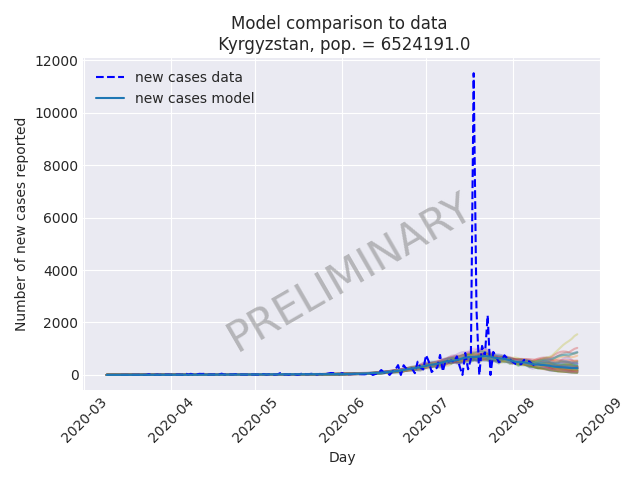 Model comparison to data
Kyrgyzstan, pop. = 6524191.0
12000
10000
8000
6000
4000
2000
0
Number of new cases reported
new cases data
new cases model
PRELIMINARY
2020-03
2020-04
2020-05
2020-06
2020-07
2020-08
2020-09
Day